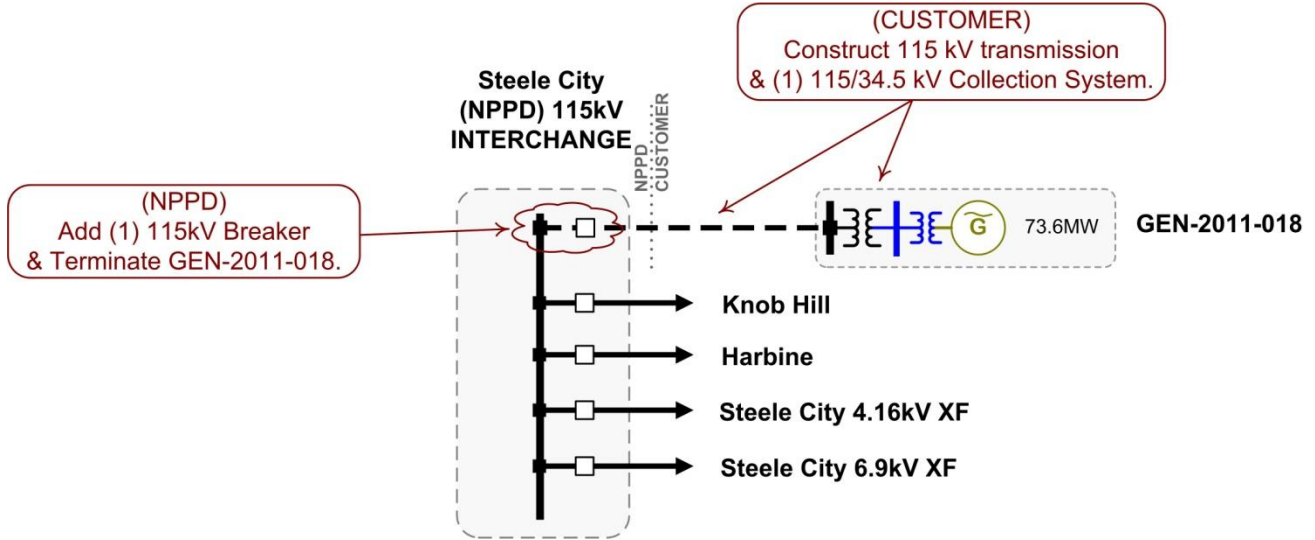 (CUSTOMER)
Construct 115 kV transmission
& (1) 115/34.5 kV Collection System.
Steele City
(NPPD) 115kV
INTERCHANGE
NPPD
CUSTOMER
(NPPD)
Add (1) 115kV Breaker
& Terminate GEN-2011-018.
G
73.6MW
GEN-2011-018
Knob Hill
Harbine
Steele City 4.16kV XF
Steele City 6.9kV XF